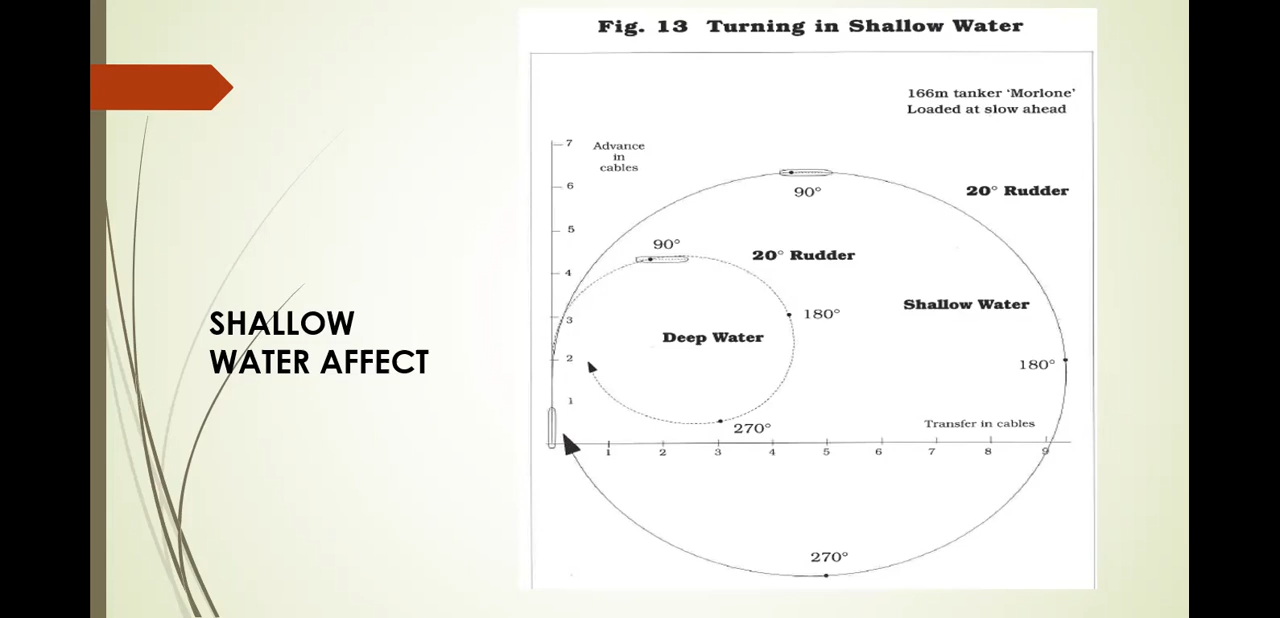 Fig. 13 Turning in Shallow Water
166m tanker ‘Morlone’
Loaded at slow ahead
7
Advance
in
cables
6
90°
20° Rudder
5
90°
20° Rudder
4
Shallow Water
180°
3
SHALLOW
WATER AFFECT
Deep Water
2
180°
1
Transfer in cables
270°
1 2 3 4 5 6 7 8 9
270°